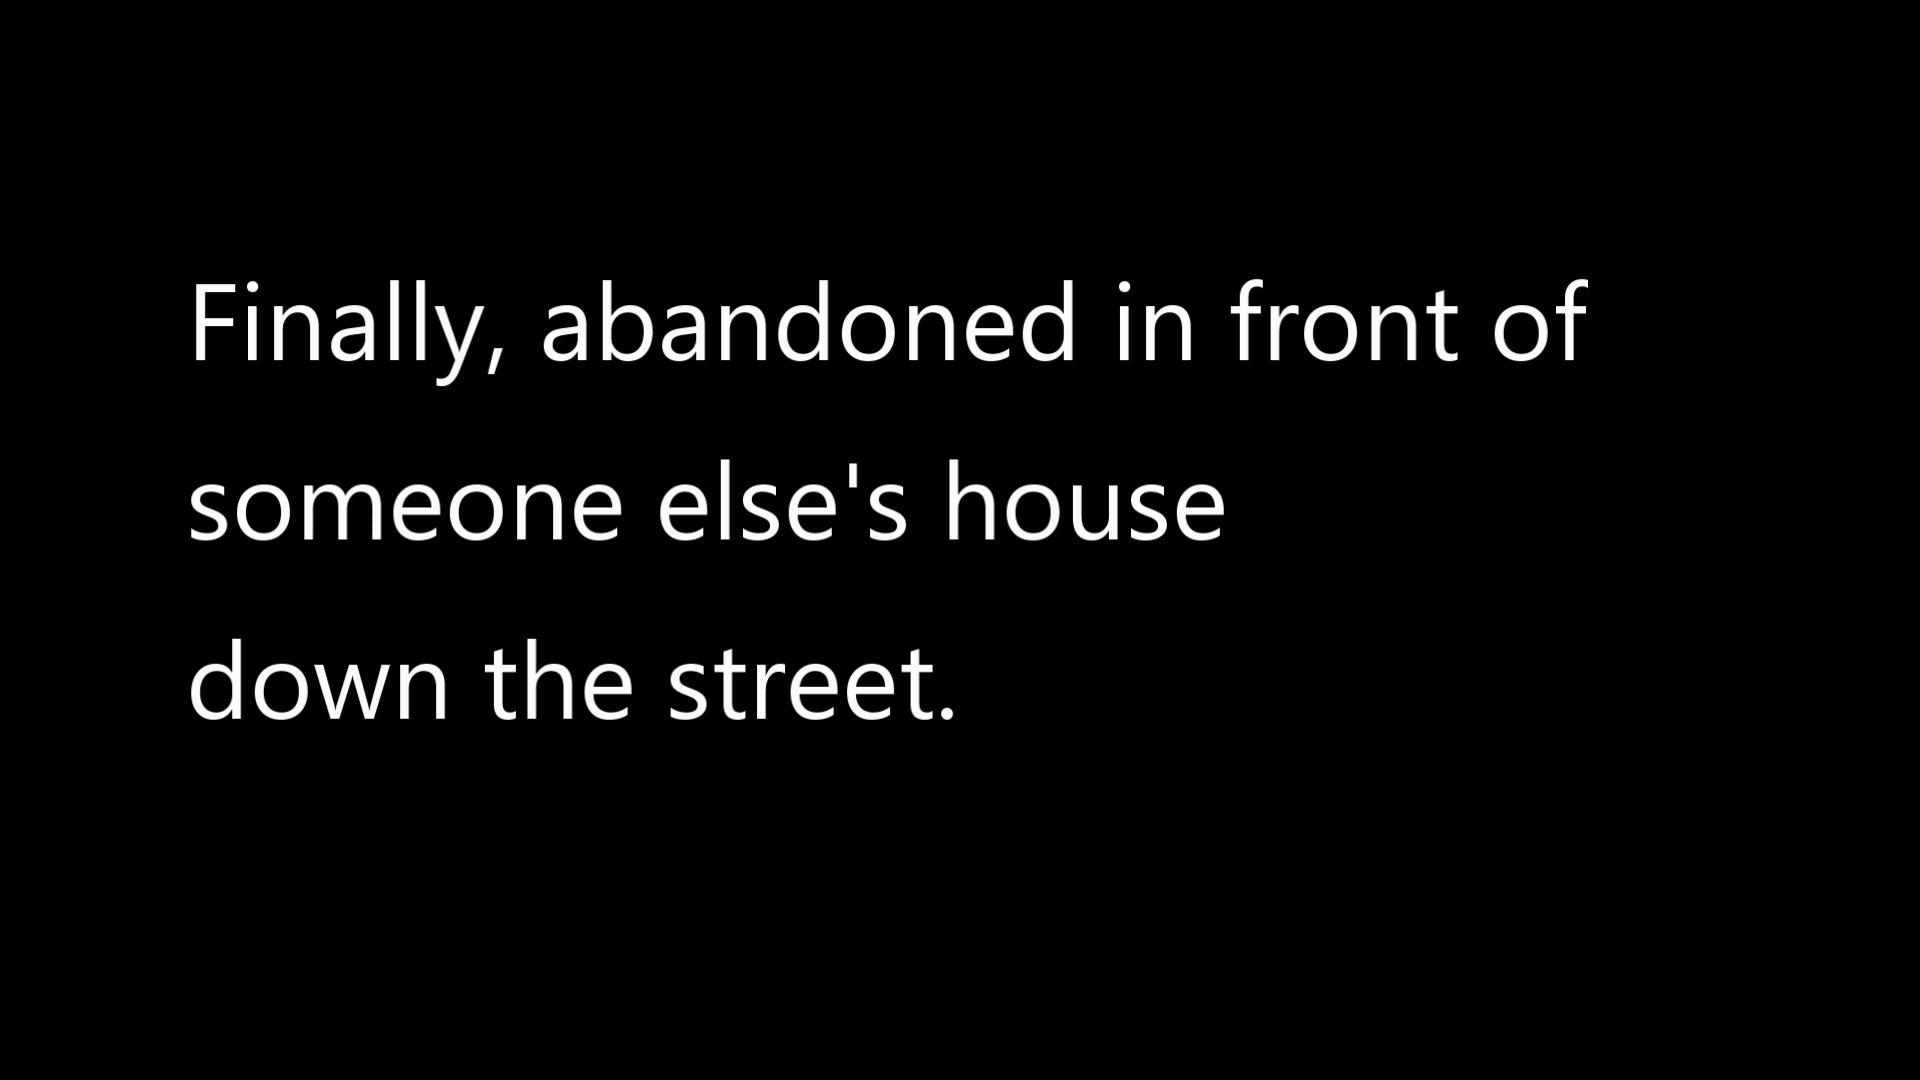 Finally, abandoned in front of
someone else's house
down the street.